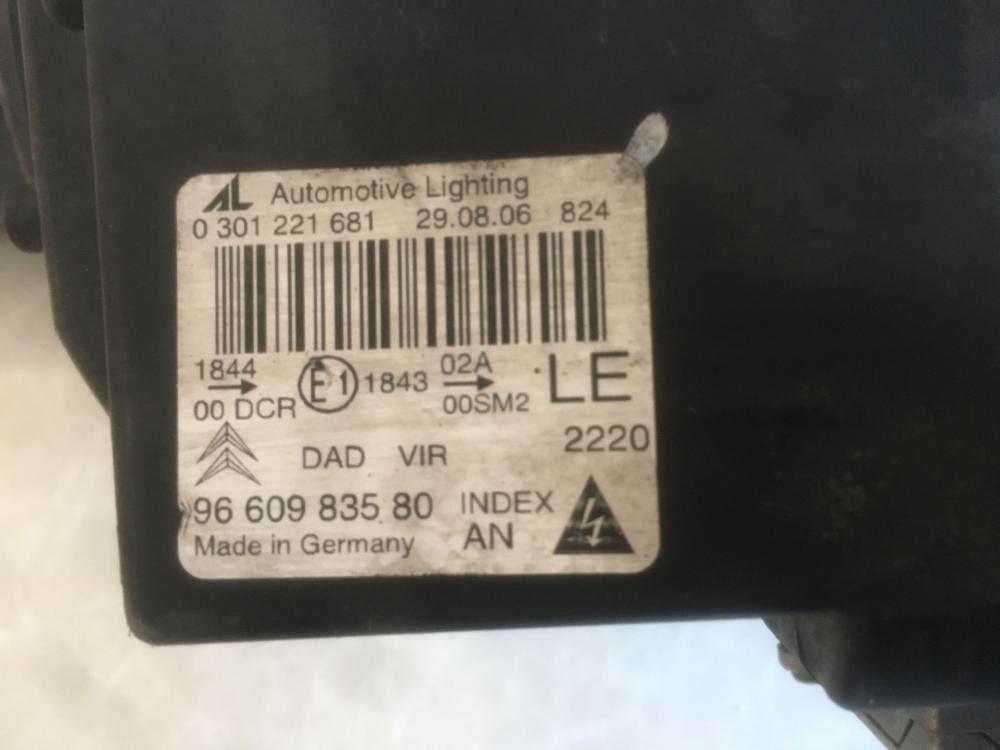 AL Automotive Lighting
0 301 221 681 29.08.06 824
1844 E1 1843 02A LE
00 DCR 00SM2
2220
DAD VIR
96 609 835 80 INDEX
Made in Germany AN